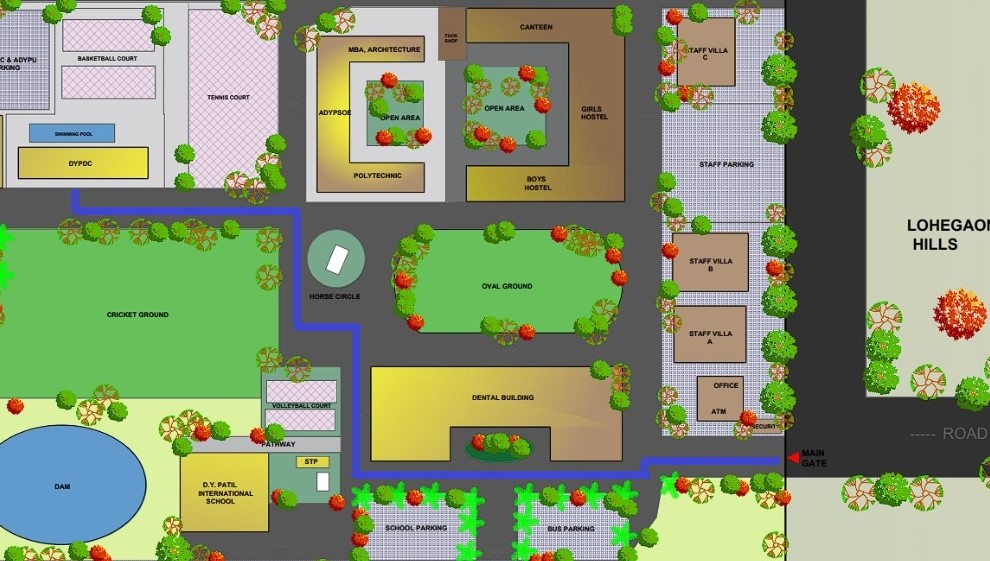 C & ADYPU
RKING
BASKETBALL COURT
SWIMMING POOL
DYPDC
TENNIS COURT
MBA, ARCHITECTURE
ADYPSOE
OPEN AREA
POLYTECHNIC
TUCK
SHOP
CANTEEN
OPEN AREA
GIRLS
HOSTEL
BOYS
HOSTEL
STAFF VILLA
C
STAFF PARKING
LOHEGAON
HILLS
STAFF VILLA
B
HORSE CIRCLE
OVAL GROUND
CRICKET GROUND
STAFF VILLA
A
OFFICE
ATM
SECURIT
DENTAL BUILDING
VOLLEYBALL COURT
PATHWAY
----- ROAD
MAIN
GATE
STP
DAM
D.Y. PATIL
INTERNATIONAL
SCHOOL
SCHOOL PARKING
BUS PARKING